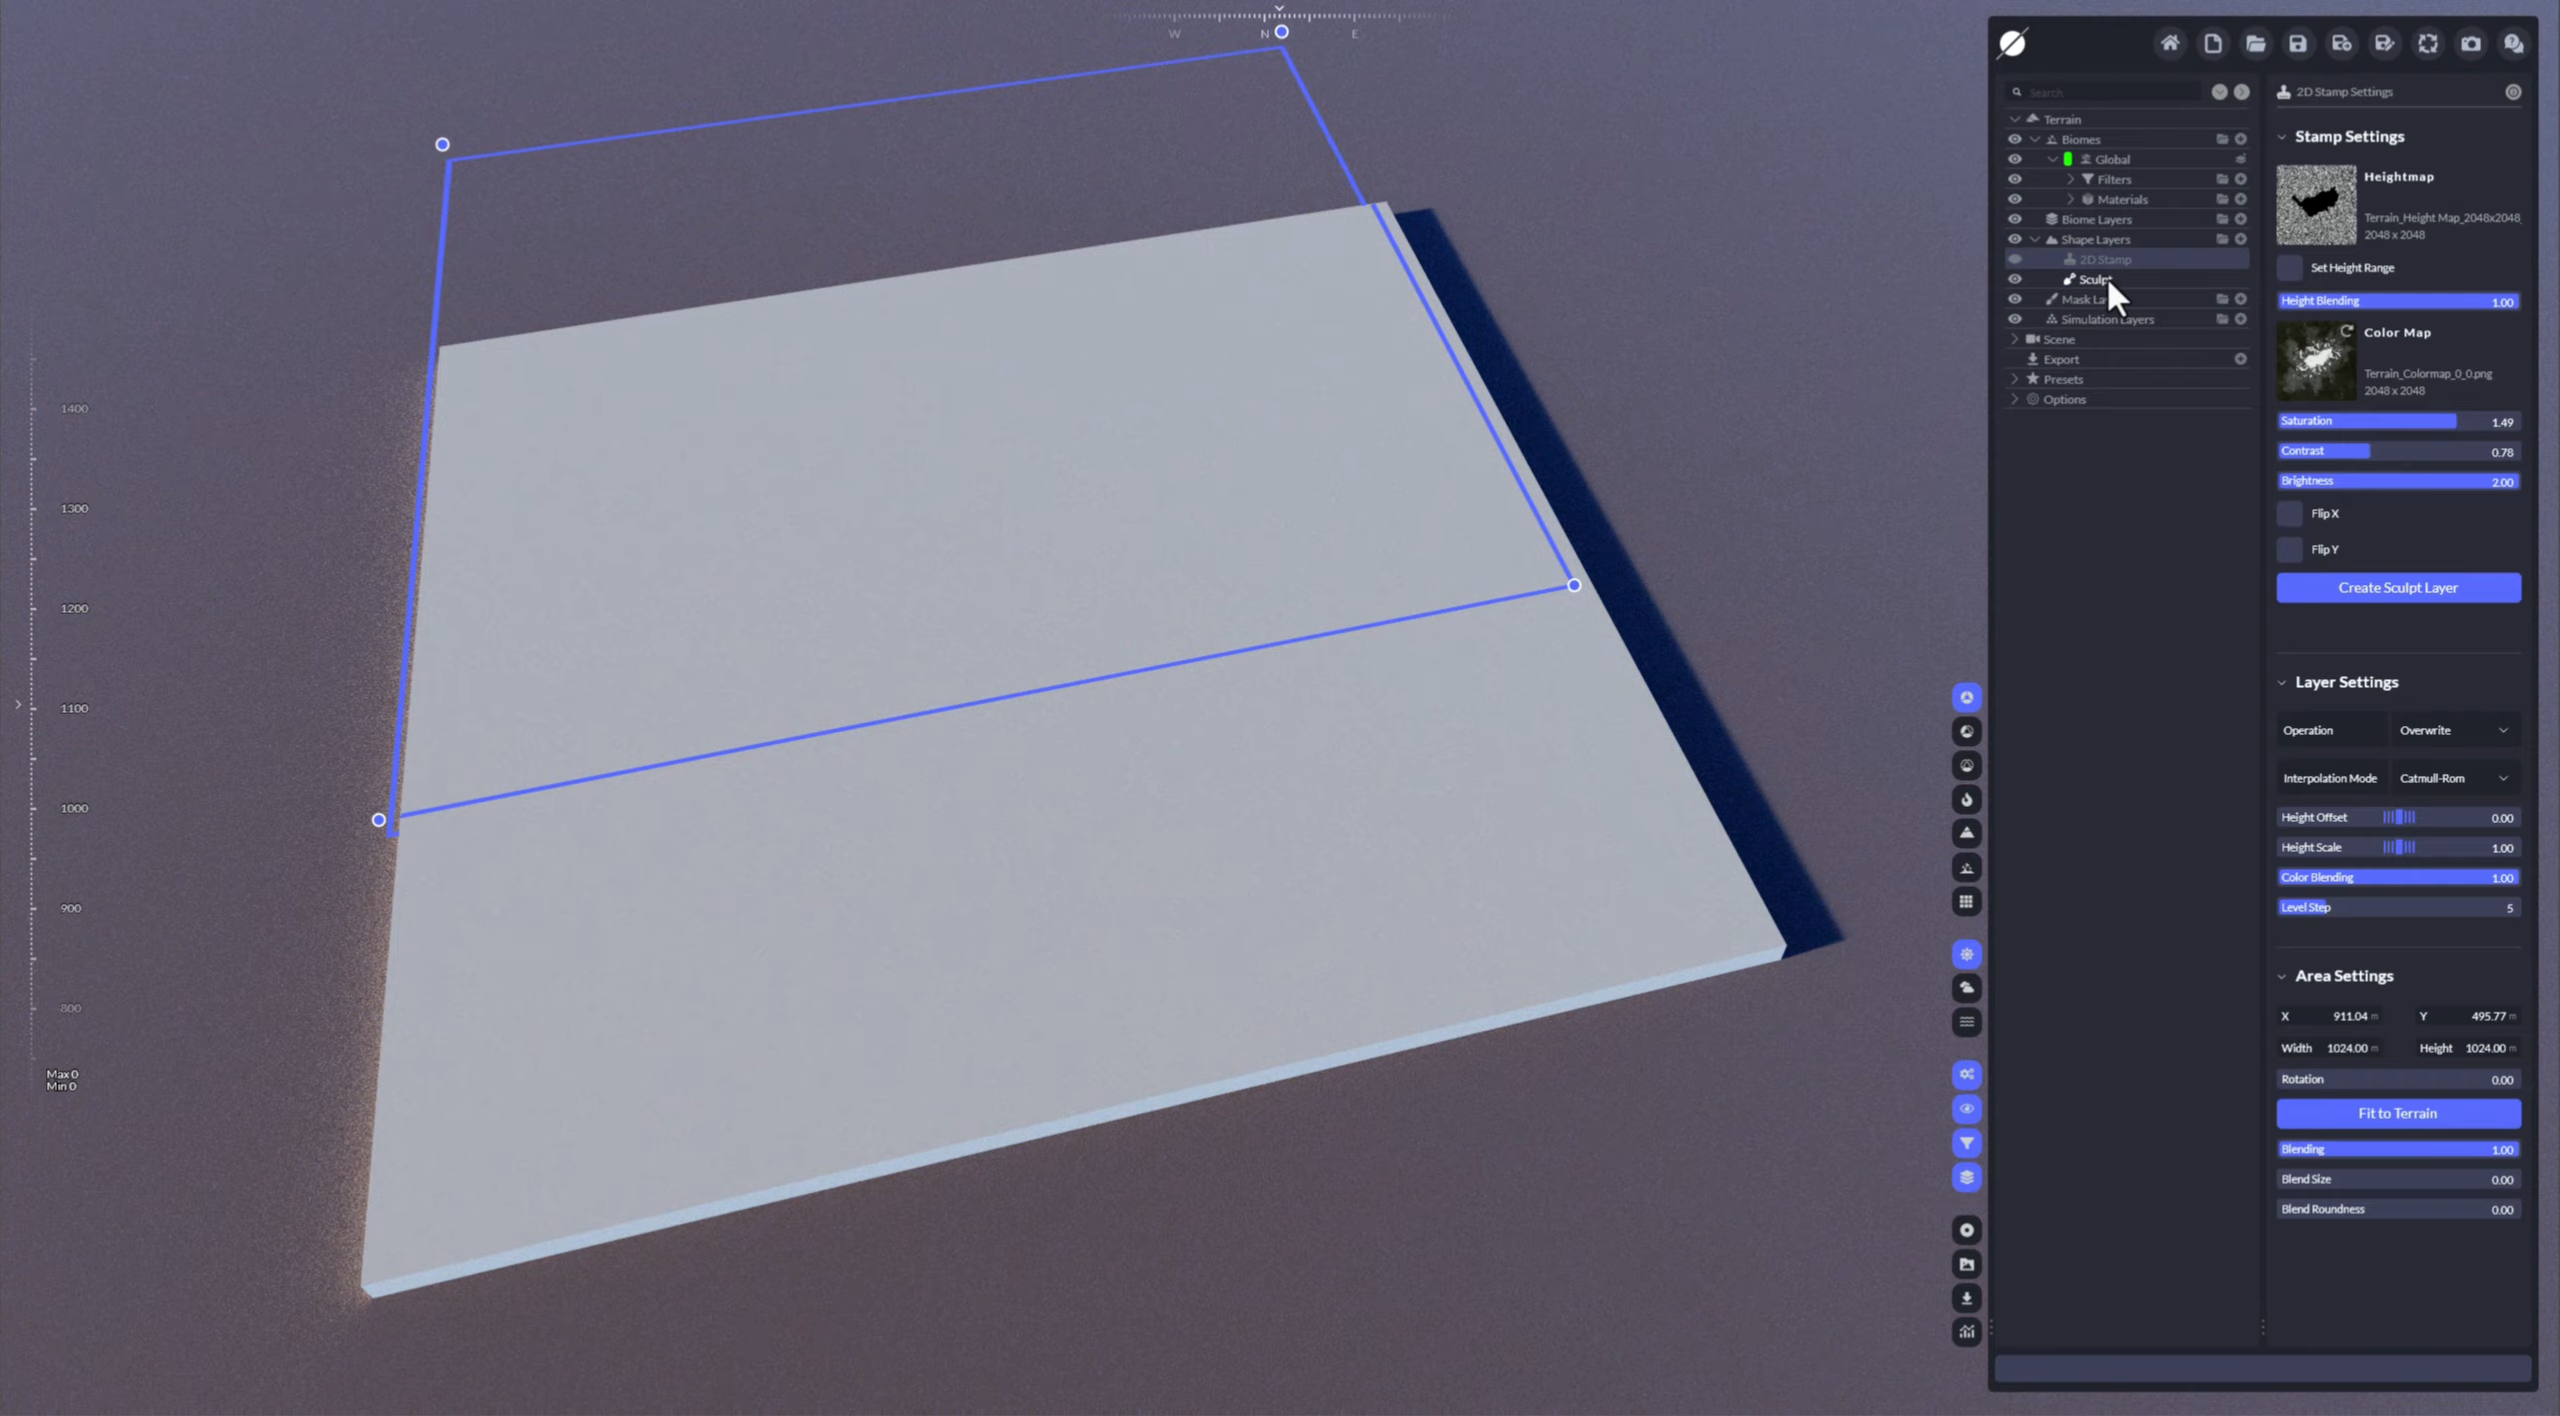 W N E
1400
1300
1200
1100
1000
900
800
Max 0
Min 0
Search
Terrain
Biomes
Global
Filters
Materials
Biome Layers
Shape Layers
2D Stamp
Sculpt
Mask La
Simulation Layers
Scene
Export
Presets
Options
2D Stamp Settings
Stamp Settings
Heightmap
Terrain_Height Map_2048x2048_
2048 x 2048
Set Height Range
Height Blending 1.00
Color Map
Terrain_Colormap_0_0.png
2048 x 2048
Saturation 1.49
Contrast 0.78
Brightness 2.00
Flip X
Flip Y
Create Sculpt Layer
Layer Settings
Operation Overwrite
Interpolation Mode Catmull-Rom
Height Offset 0.00
Height Scale 1.00
Color Blending 1.00
Level Step 5
Area Settings
X 911.04 m Y 495.77 m
Width 1024.00 m Height 1024.00 m
Rotation 0.00
Fit to Terrain
Blending 1.00
Blend Size 0.00
Blend Roundness 0.00